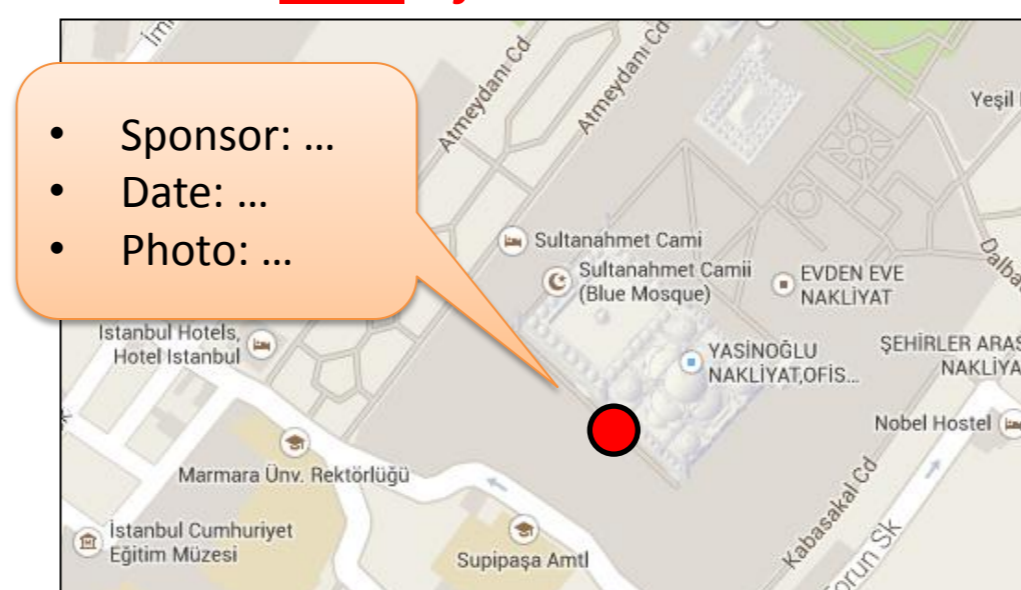 Atmeydanı Cd
Atmeydanı Cd
• Sponsor: ...
• Date: ...
• Photo: ...
Yeşil
Sultanahmet Cami
Sultanahmet Camii
(Blue Mosque)
EVDEN EVE
NAKLİYAT
Istanbul Hotels,
Hotel Istanbul
YASİNOĞLU
NAKLİYAT,OFİS...
ŞEHİRLER ARAS
NAKLİYA
Nobel Hostel
Marmara Ünv. Rektörlüğü
Kabasakal Cd
İstanbul Cumhuriyet
Eğitim Müzesi
Supipaşa Amtl
Torun Sk